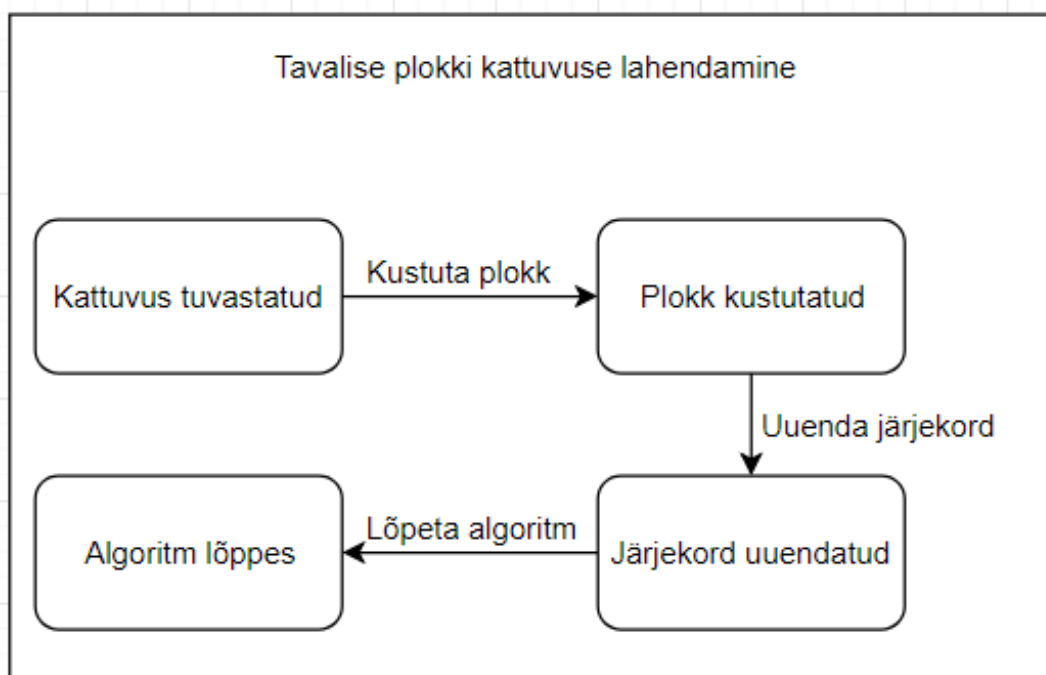 Tavalise plokki kattuvuse lahendamine
Kattuvus tuvastatud
Kustuta plokk
Plokk kustutatud
Uuenda järjekord
Järjekord uuendatud
Lõpeta algoritm
Algoritm lõppes